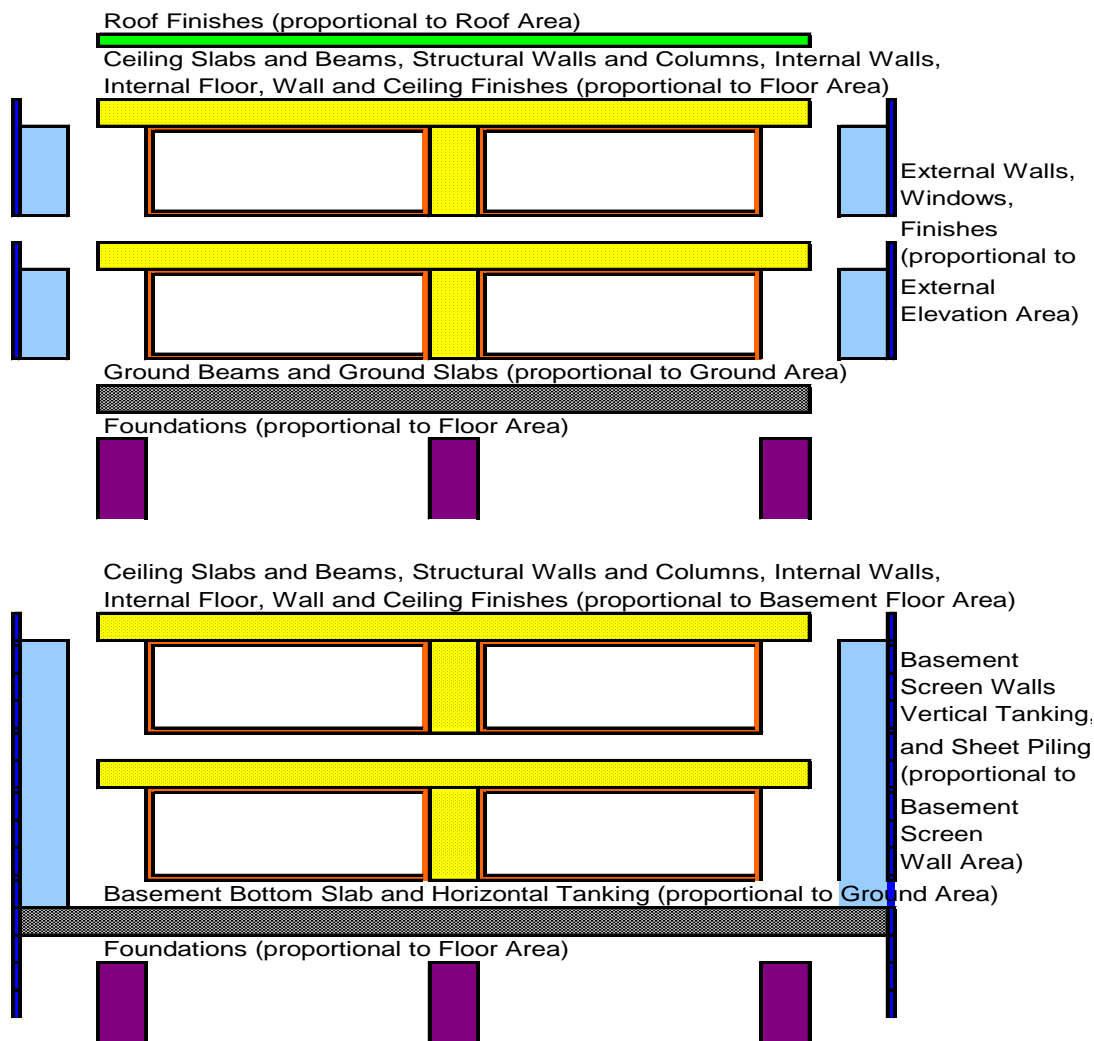 Roof Finishes (proportional to Roof Area)
Ceiling Slabs and Beams, Structural Walls and Columns, Internal Walls,
Internal Floor, Wall and Ceiling Finishes (proportional to Floor Area)
External Walls,
Windows,
Finishes
(proportional to
External
Elevation Area)
Ground Beams and Ground Slabs (proportional to Ground Area)
Foundations (proportional to Floor Area)
Ceiling Slabs and Beams, Structural Walls and Columns, Internal Walls,
Internal Floor, Wall and Ceiling Finishes (proportional to Basement Floor Area)
Basement
Screen Walls
Vertical Tanking,
and Sheet Piling
(proportional to
Basement
Screen
Wall Area)
Basement Bottom Slab and Horizontal Tanking (proportional to Ground Area)
Foundations (proportional to Floor Area)